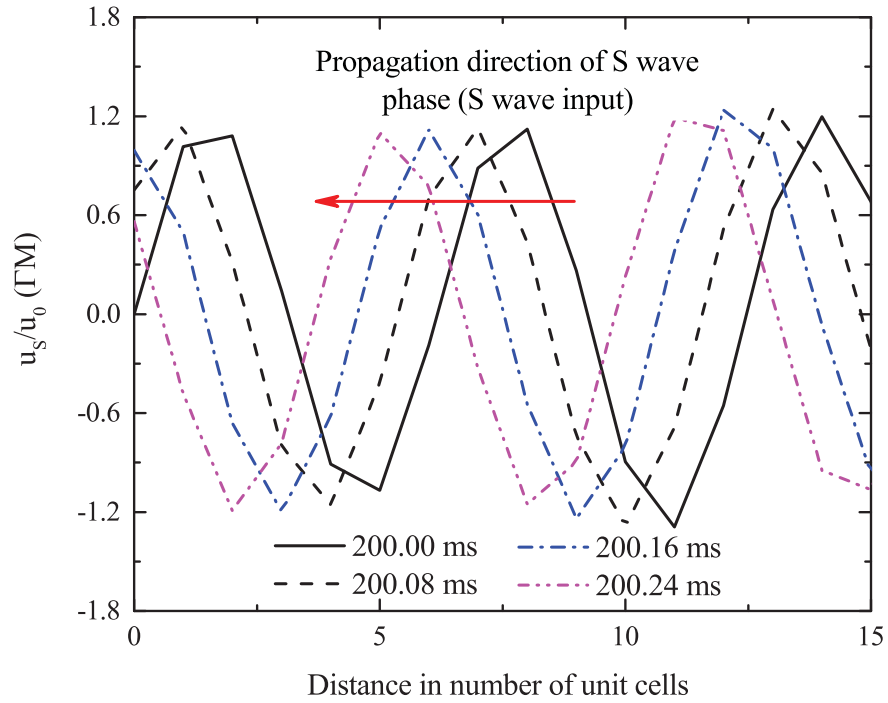 1.8
1.2
0.6
0.0
-0.6
-1.2
-1.8
uS/u0 (ΓM)
Propagation direction of S wave
phase (S wave input)
200.00 ms
200.16 ms
200.08 ms
200.24 ms
0
5
10
15
Distance in number of unit cells